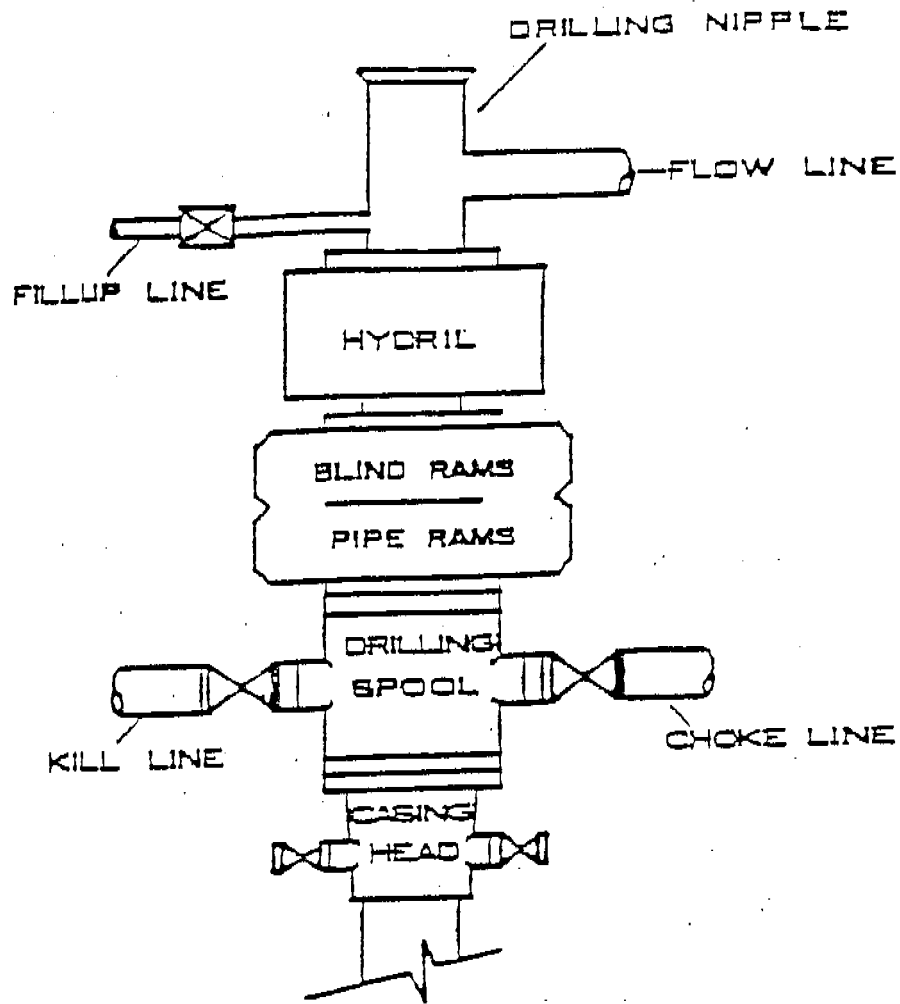 DRILLING NIPPLE
FLOW LINE
FILLUP LINE
HYDRIL
BLIND RAMS
PIPE RAMS
DRILLING
SPOOL
KILL LINE
CHOKE LINE
CASING
HEAD